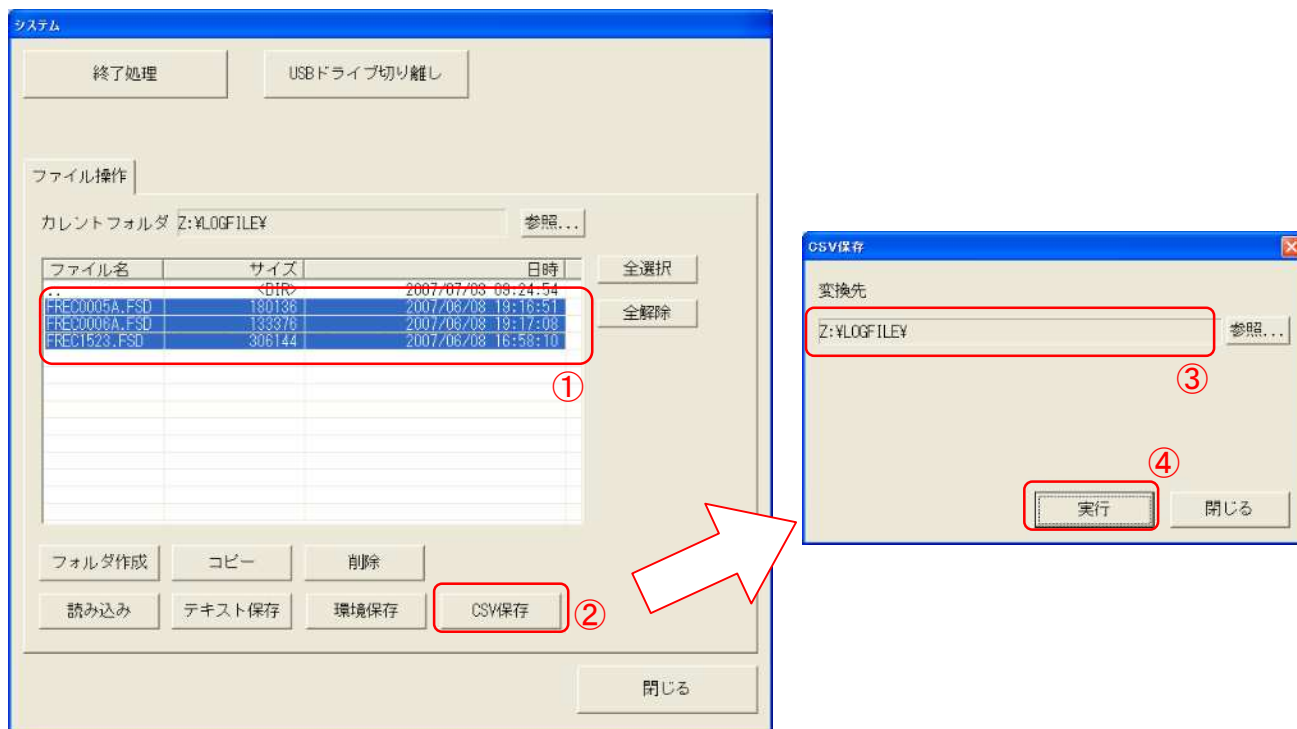 システム
終了処理 USBドライブ切り離し
ファイル操作
カレントフォルダ Z:¥LOGFILE¥ 参照...
ファイル名 サイズ 日時 全選択
.. <DIR> 2007/07/03 09:24:54
FREC0005A.FSD 180136 2007/06/08 19:16:51 全解除
FREC0006A.FSD 133376 2007/06/08 19:17:08
FREC1523.FSD 306144 2007/06/08 16:58:10
①
フォルダ作成 コピー 削除
読み込み テキスト保存 環境保存 CSV保存 ②
閉じる
CSV保存
変換先
Z:¥LOGFILE¥ 参照...
③
④
実行 閉じる